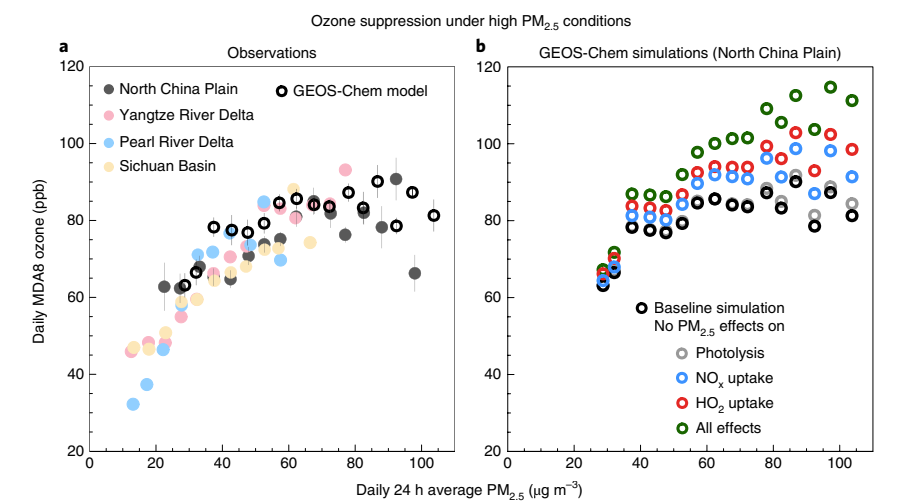 Ozone suppression under high PM2.5 conditions
a
Observations
b
GEOS-Chem simulations (North China Plain)
North China Plain
GEOS-Chem model
Yangtze River Delta
Pearl River Delta
Sichuan Basin
Daily MDA8 ozone (ppb)
120
100
80
60
40
20
0
20
40
60
80
100
120
100
80
60
40
20
0
20
40
60
80
100
Baseline simulation
No PM2.5 effects on
Photolysis
NOx uptake
HO2 uptake
All effects
Daily 24 h average PM2.5 (μg m−3)